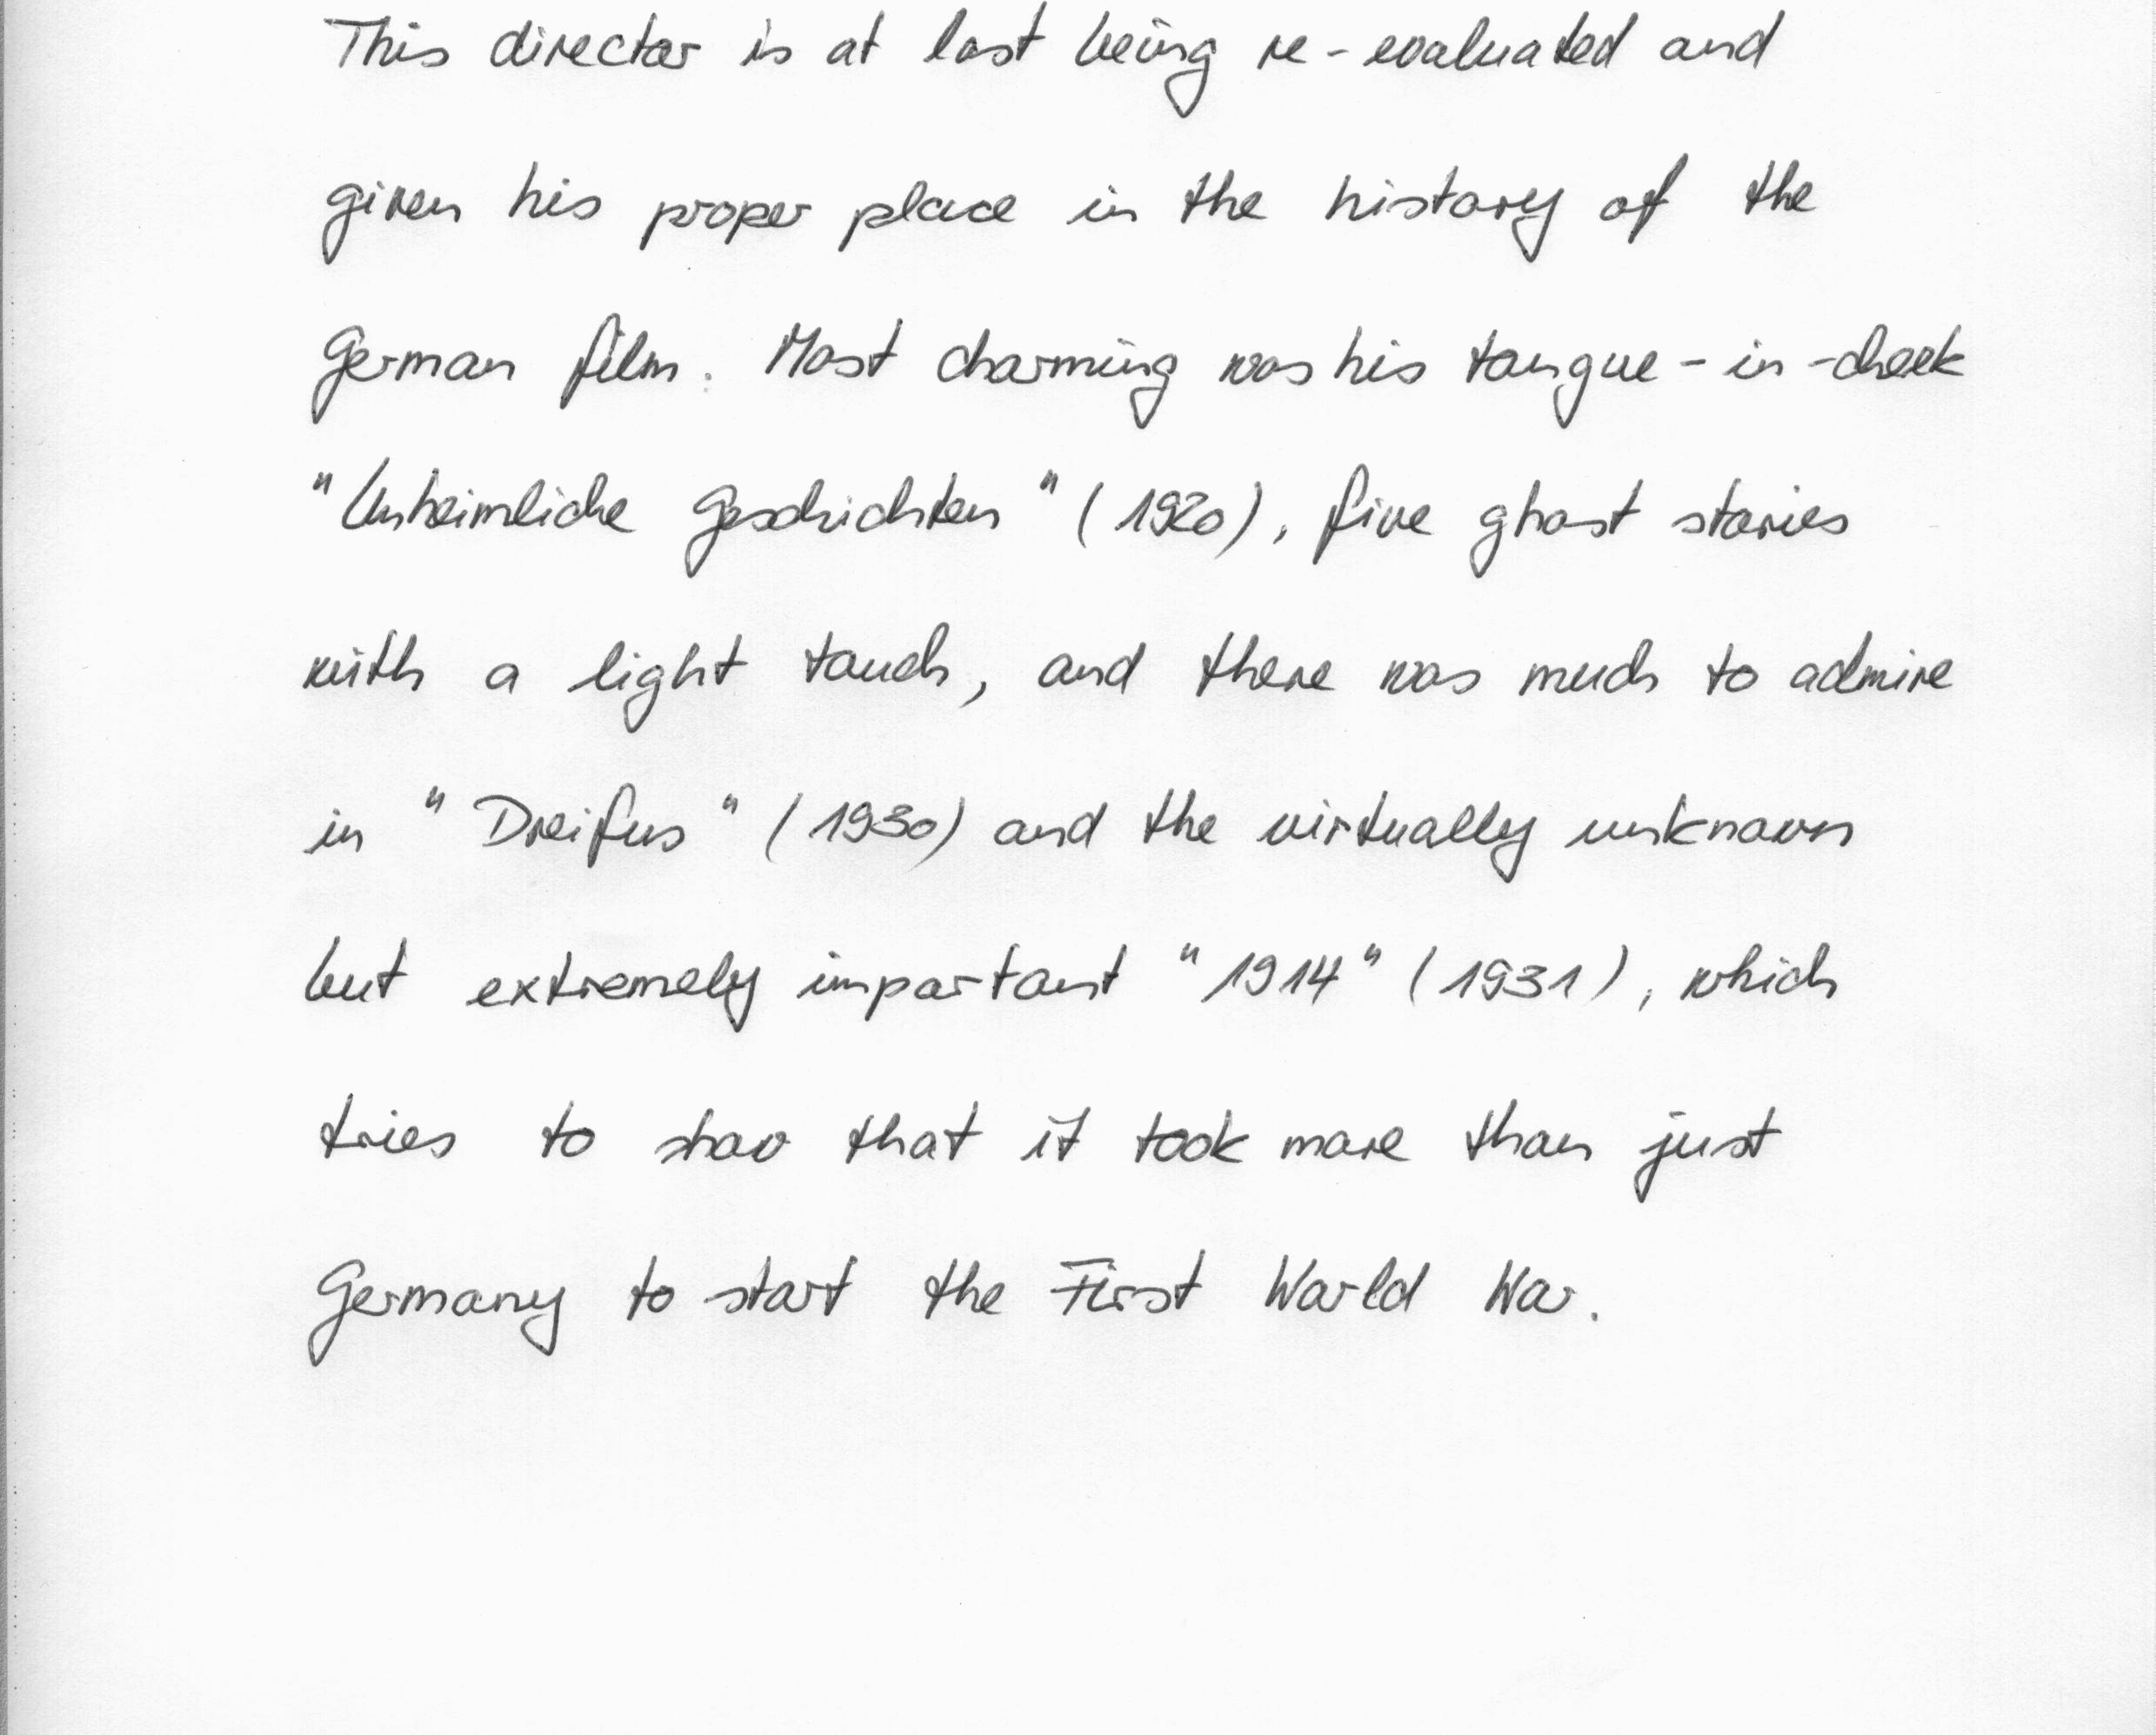 This director is at last being re-evaluated and
given his proper place in the history of the
German film. Most charming was his tongue-in-cheek
"Unheimliche Geschichten" (1920), five ghost stories
with a light touch, and there was much to admire
in "Dreifus" (1930) and the virtually unknown
but extremely important "1914" (1931), which
tries to show that it took more than just
Germany to start the First World War.